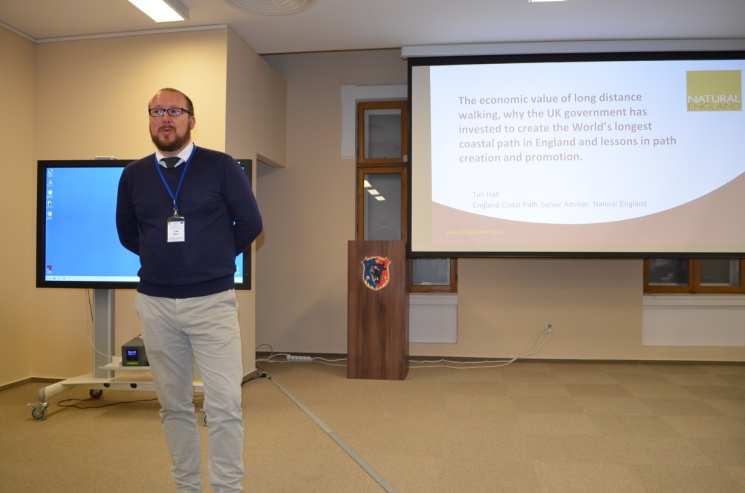 The economic value of long distance
walking, why the UK government has
invested to create the World's longest
coastal path in England and lessons in path
creation and promotion.
NATURAL
ENGLAND
Tim Hall
England Coast Path Senior Adviser, Natural England